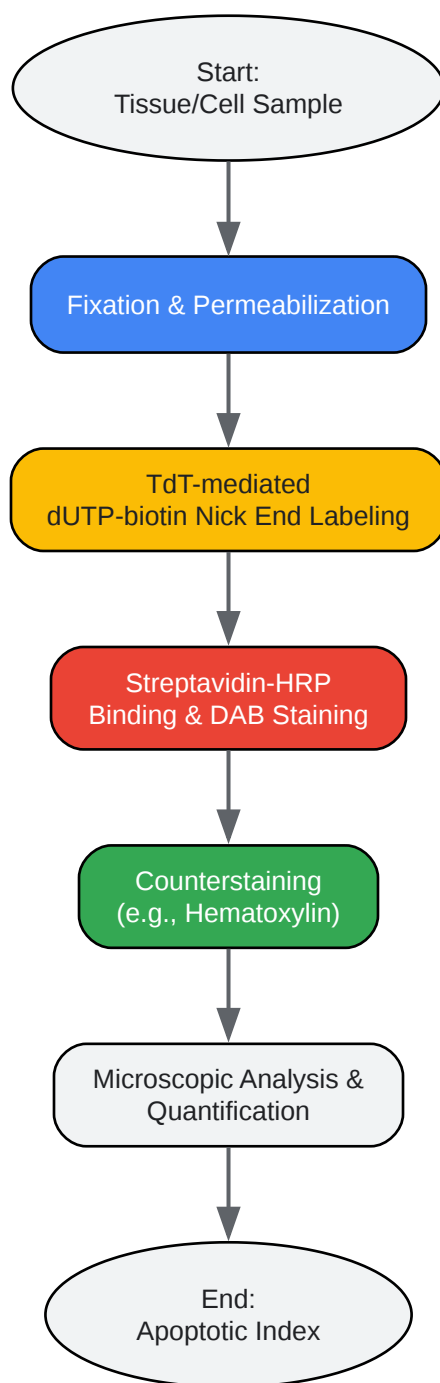 Start:
Tissue/Cell Sample
Fixation & Permeabilization
TdT-mediated
dUTP-biotin Nick End Labeling
Streptavidin-HRP
Binding & DAB Staining
Counterstaining
(e.g., Hematoxylin)
Microscopic Analysis &
Quantification
End:
Apoptotic Index